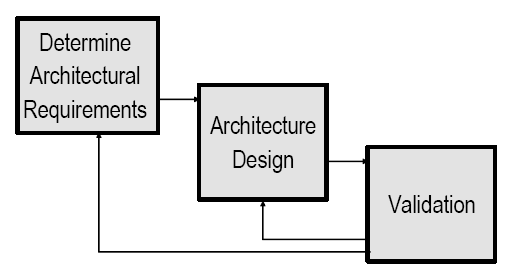 Determine
Architectural
Requirements
Architecture
Design
Validation